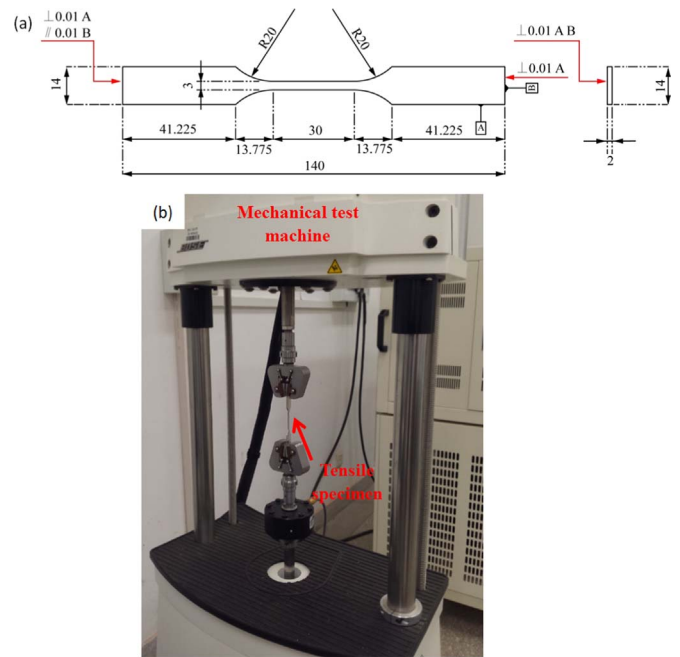 (a)
⊥0.01 A
// 0.01 B
R20
R20
⊥0.01 A B
⊥0.01 A
14
3
B
14
A
41.225
30
41.225
13.775
13.775
2
140
(b)
Mechanical test
machine
Tensile
specimen